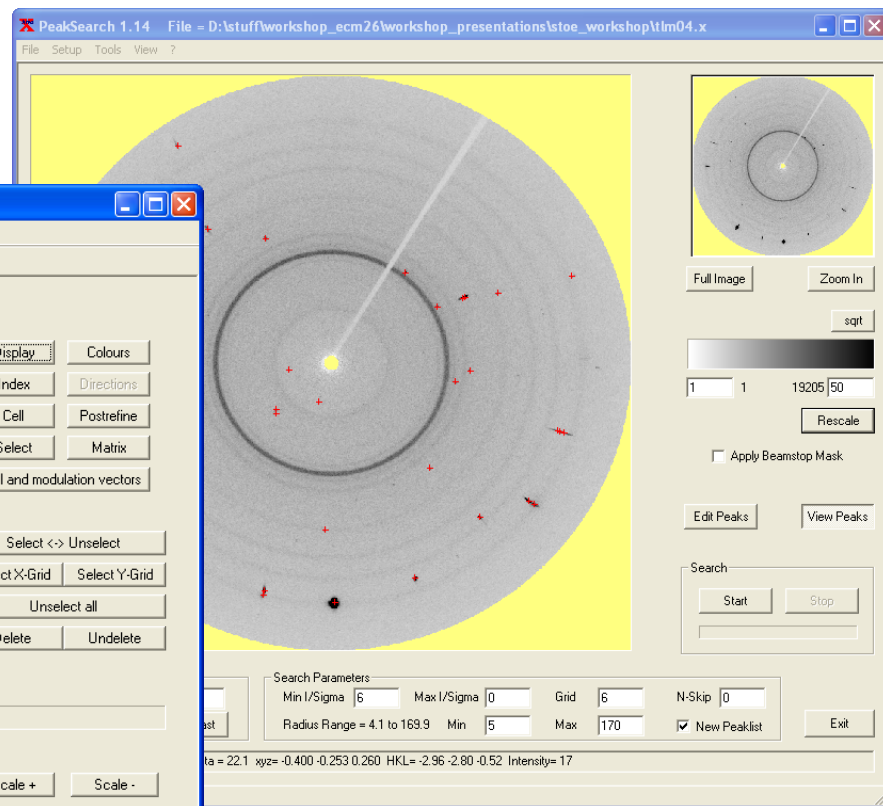 PeakSearch 1.14 File = D:\stuff\workshop_ecm26\workshop_presentations\stoe_workshop\tlm04.x
File Setup Tools View ?
Full Image Zoom In
sqrt
1 1 19205 50
Rescale
Apply Beamstop Mask
Edit Peaks View Peaks
Search
Start Stop
Display Colours
Index Directions
Cell Postrefine
Select Matrix
l and modulation vectors
Select <-> Unselect
ct X-Grid Select Y-Grid
Unselect all
Delete Undelete
cale + Scale -
Search Parameters
Min I/Sigma 6 Max I/Sigma 0 Grid 6 N-Skip 0
ast Radius Range = 4.1 to 169.9 Min 5 Max 170 New Peaklist Exit
ta = 22.1 xyz= -0.400 -0.253 0.260 HKL= -2.96 -2.80 -0.52 Intensity= 17